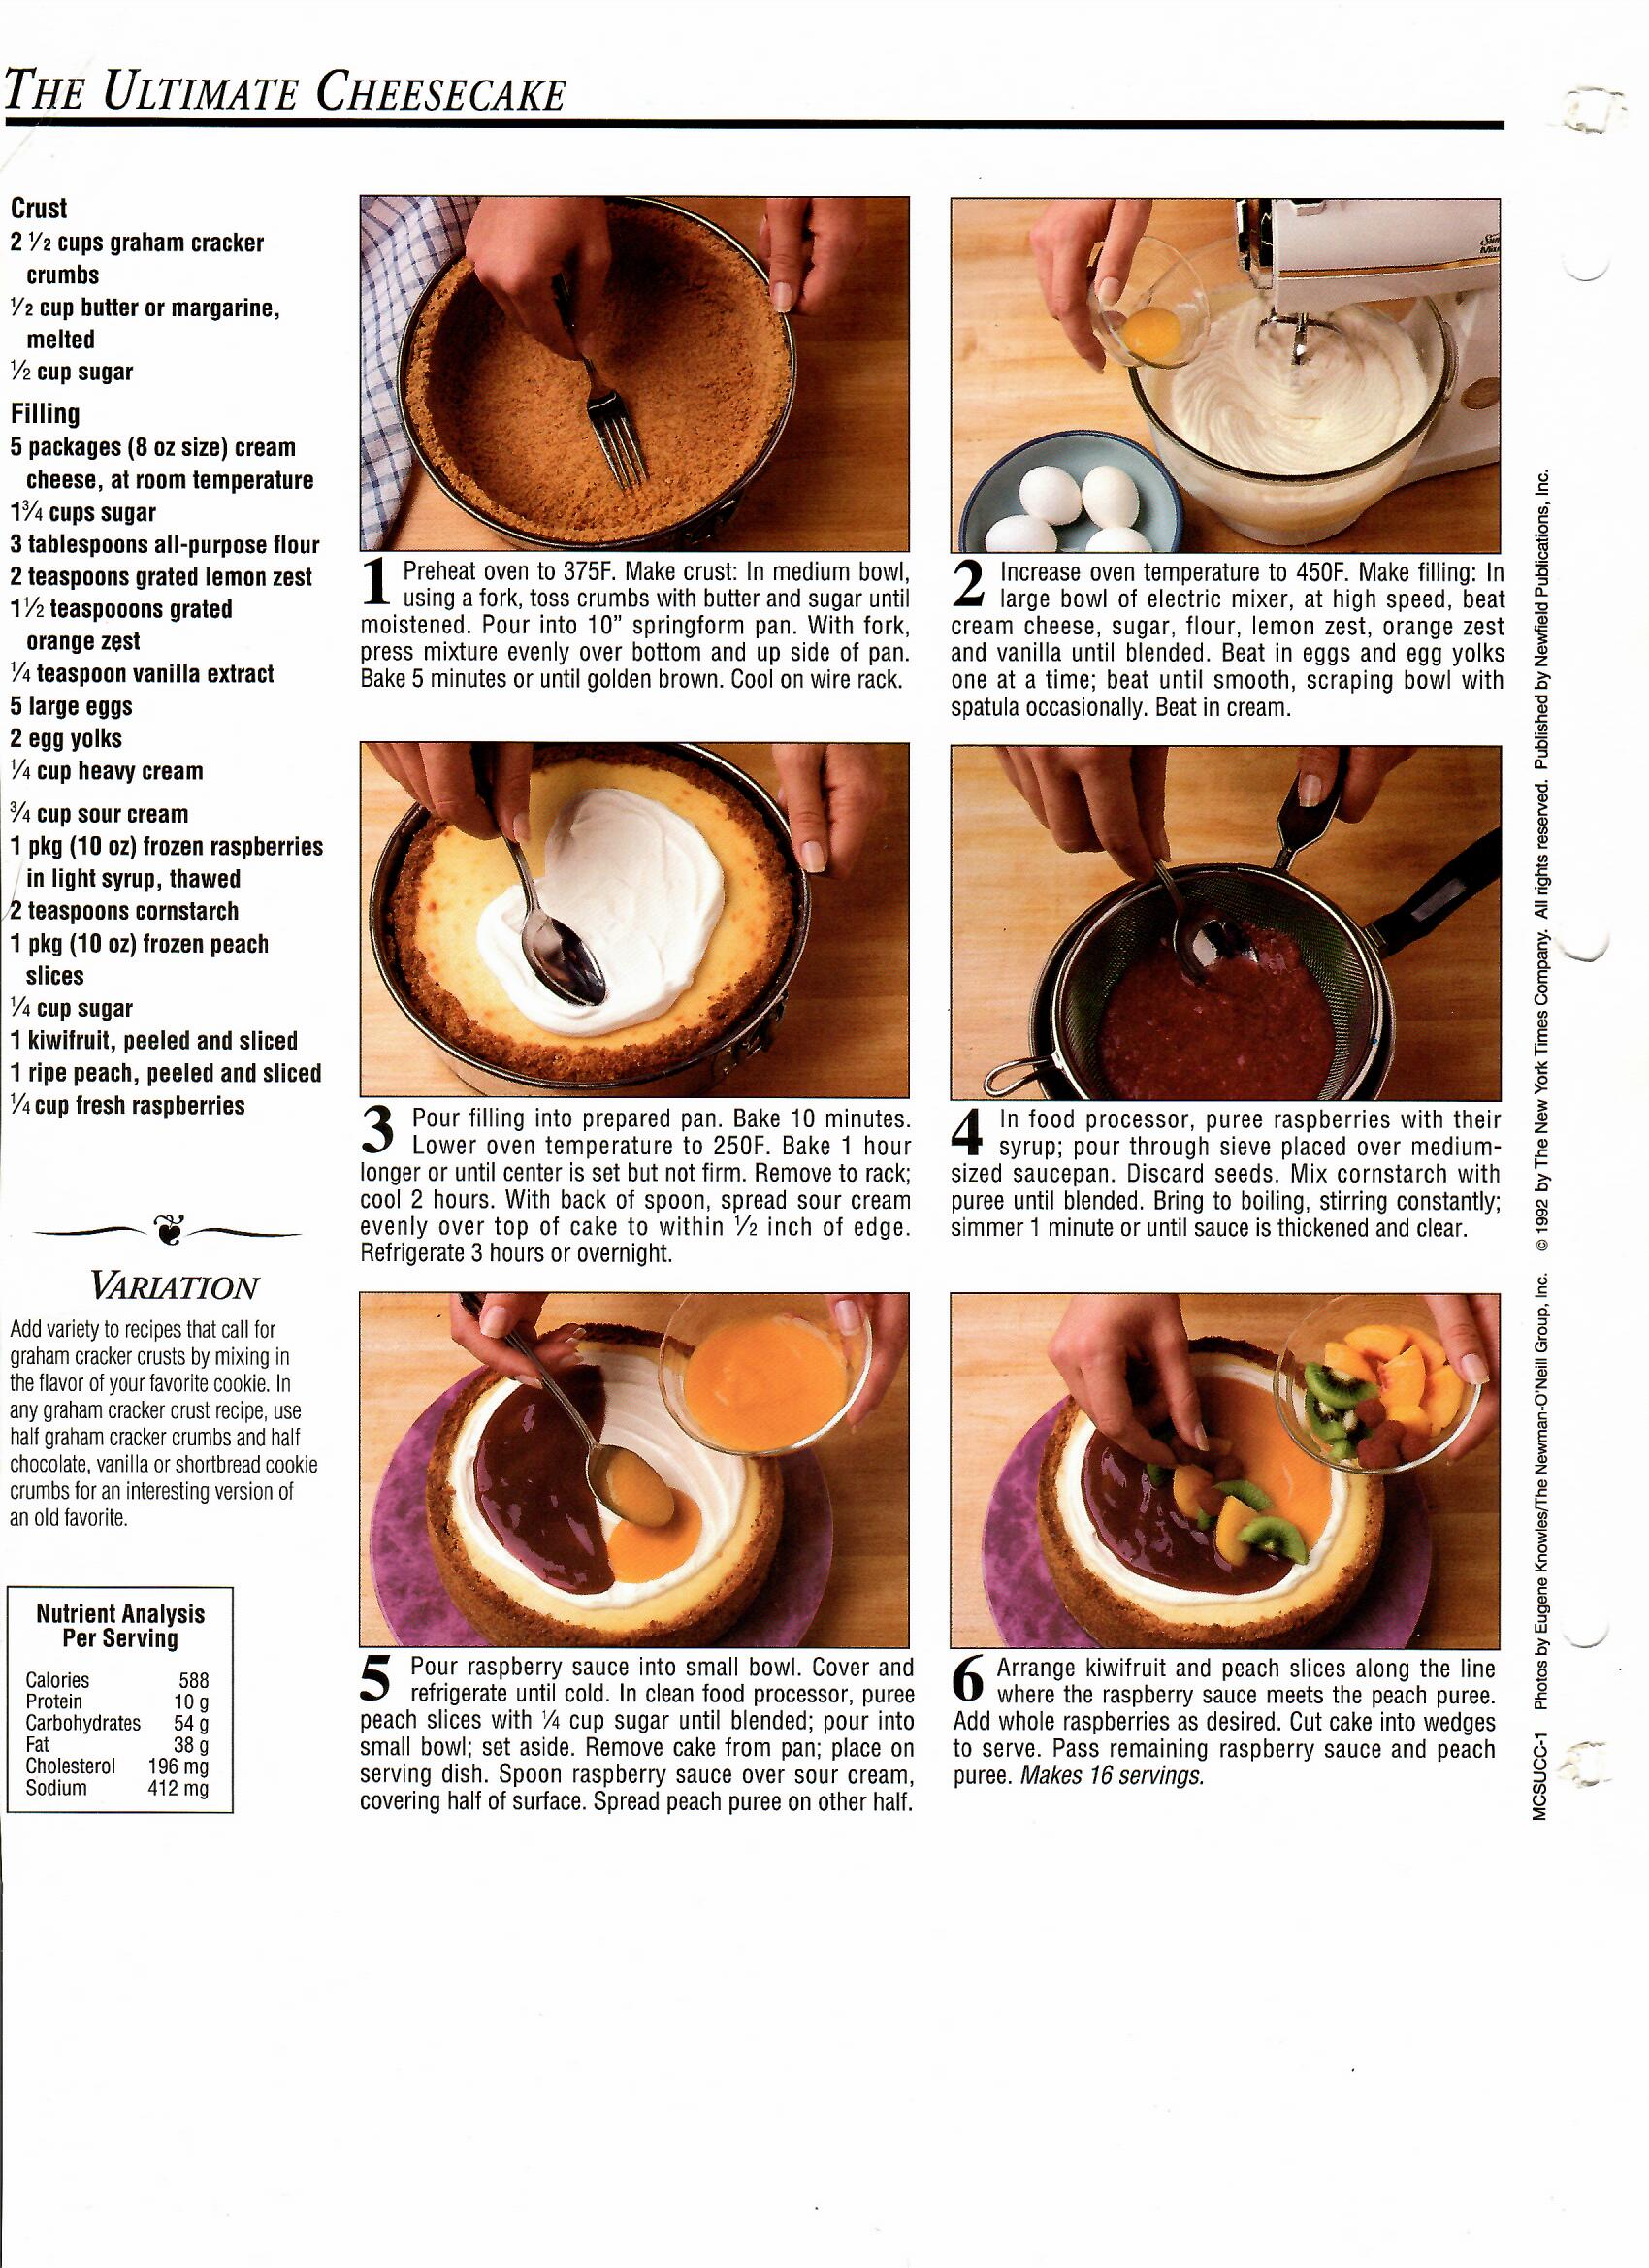 THE ULTIMATE CHEESECAKE
Crust
2 ½ cups graham cracker
crumbs
½ cup butter or margarine,
melted
½ cup sugar
Filling
5 packages (8 oz size) cream
cheese, at room temperature
1¾ cups sugar
3 tablespoons all-purpose flour
2 teaspoons grated lemon zest
1½ teaspooons grated
orange zest
¼ teaspoon vanilla extract
5 large eggs
2 egg yolks
¼ cup heavy cream
¾ cup sour cream
1 pkg (10 oz) frozen raspberries
in light syrup, thawed
2 teaspoons cornstarch
1 pkg (10 oz) frozen peach
slices
¼ cup sugar
1 kiwifruit, peeled and sliced
1 ripe peach, peeled and sliced
¼ cup fresh raspberries
VARIATION
Add variety to recipes that call for
graham cracker crusts by mixing in
the flavor of your favorite cookie. In
any graham cracker crust recipe, use
half graham cracker crumbs and half
chocolate, vanilla or shortbread cookie
crumbs for an interesting version of
an old favorite.
Nutrient Analysis
Per Serving
Calories 588
Protein 10 g
Carbohydrates 54 g
Fat 38 g
Cholesterol 196 mg
Sodium 412 mg
1 Preheat oven to 375F. Make crust: In medium bowl,
using a fork, toss crumbs with butter and sugar until
moistened. Pour into 10” springform pan. With fork,
press mixture evenly over bottom and up side of pan.
Bake 5 minutes or until golden brown. Cool on wire rack.
2 Increase oven temperature to 450F. Make filling: In
large bowl of electric mixer, at high speed, beat
cream cheese, sugar, flour, lemon zest, orange zest
and vanilla until blended. Beat in eggs and egg yolks
one at a time; beat until smooth, scraping bowl with
spatula occasionally. Beat in cream.
3 Pour filling into prepared pan. Bake 10 minutes.
Lower oven temperature to 250F. Bake 1 hour
longer or until center is set but not firm. Remove to rack;
cool 2 hours. With back of spoon, spread sour cream
evenly over top of cake to within ½ inch of edge.
Refrigerate 3 hours or overnight.
4 In food processor, puree raspberries with their
syrup; pour through sieve placed over medium-
sized saucepan. Discard seeds. Mix cornstarch with
puree until blended. Bring to boiling, stirring constantly;
simmer 1 minute or until sauce is thickened and clear.
5 Pour raspberry sauce into small bowl. Cover and
refrigerate until cold. In clean food processor, puree
peach slices with ¼ cup sugar until blended; pour into
small bowl; set aside. Remove cake from pan; place on
serving dish. Spoon raspberry sauce over sour cream,
covering half of surface. Spread peach puree on other half.
6 Arrange kiwifruit and peach slices along the line
where the raspberry sauce meets the peach puree.
Add whole raspberries as desired. Cut cake into wedges
to serve. Pass remaining raspberry sauce and peach
puree. Makes 16 servings.
MCSUCC-1 Photos by Eugene Knowles/The Newman-O'Neill Group, Inc. © 1992 by The New York Times Company. All rights reserved. Published by Newfield Publications, Inc.